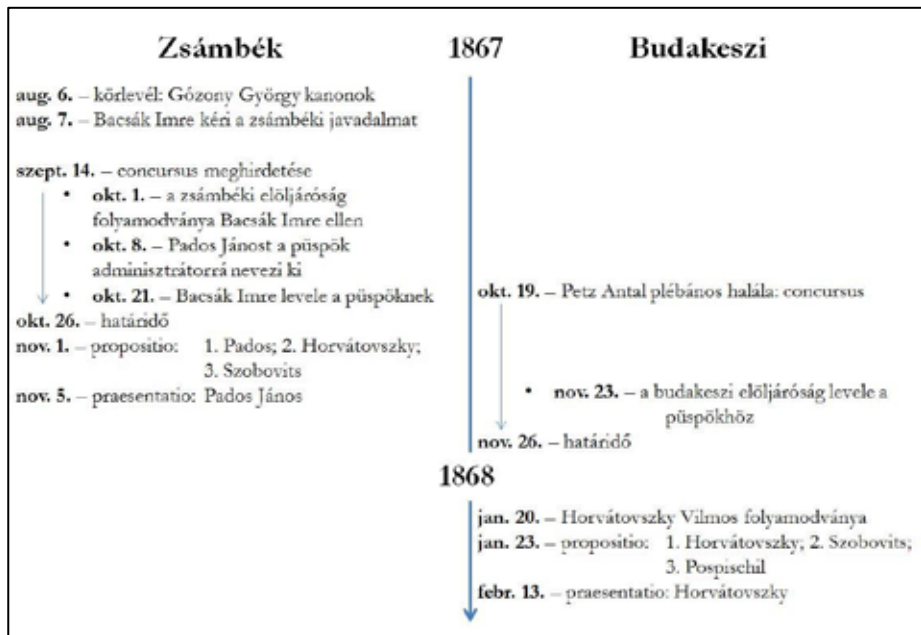 Zsámbék
1867
Budakeszi
aug. 6. – körlevél: Gózony György kanonok
aug. 7. – Bacsák Imre kéri a zsámbéki javadalmat
szept. 14. – concursus meghirdetése
• okt. 1. – a zsámbéki elöljáróság
folyamodványa Bacsák Imre ellen
• okt. 8. – Pados Jánost a püspök
adminisztrátorrá nevezi ki
• okt. 21. – Bacsák Imre levele a püspöknek
okt. 26. – határidő
nov. 1. – propositio: 1. Pados; 2. Horvátovszky;
3. Szobovits
nov. 5. – praesentatio: Pados János
okt. 19. – Petz Antal plébános halála: concursus
• nov. 23. – a budakeszi elöljáróság levele a
püspökhöz
nov. 26. – határidő
1868
jan. 20. – Horvátovszky Vilmos folyamodványa
jan. 23. – propositio: 1. Horvátovszky; 2. Szobovits;
3. Pospischil
febr. 13. – praesentatio: Horvátovszky